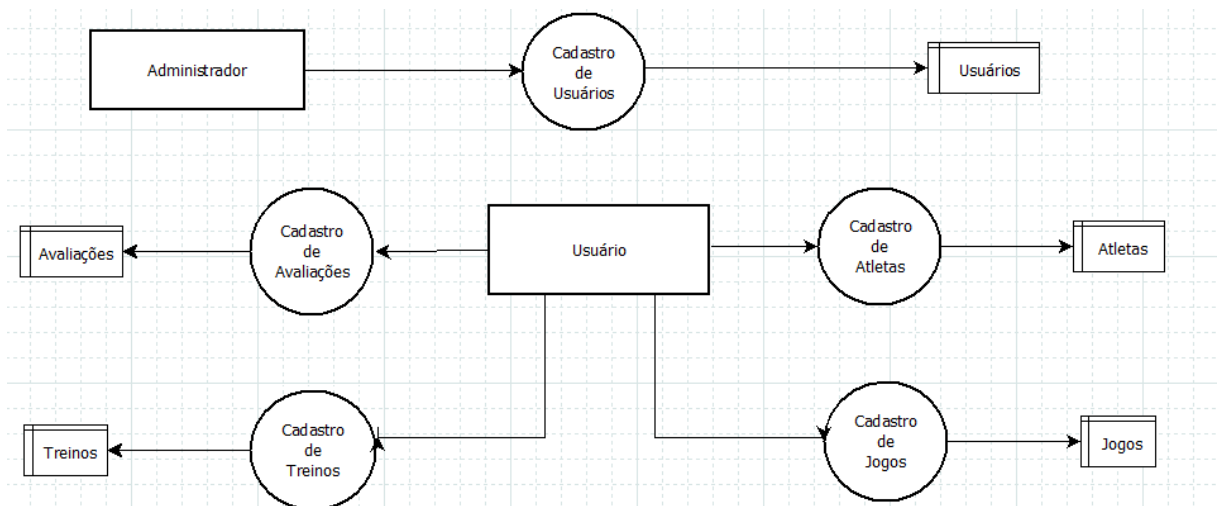 Administrador
Cadastro
de
Usuários
Usuários
Avaliações
Cadastro
de
Avaliações
Usuário
Cadastro
de
Atletas
Atletas
Treinos
Cadastro
de
Treinos
Cadastro
de
Jogos
Jogos